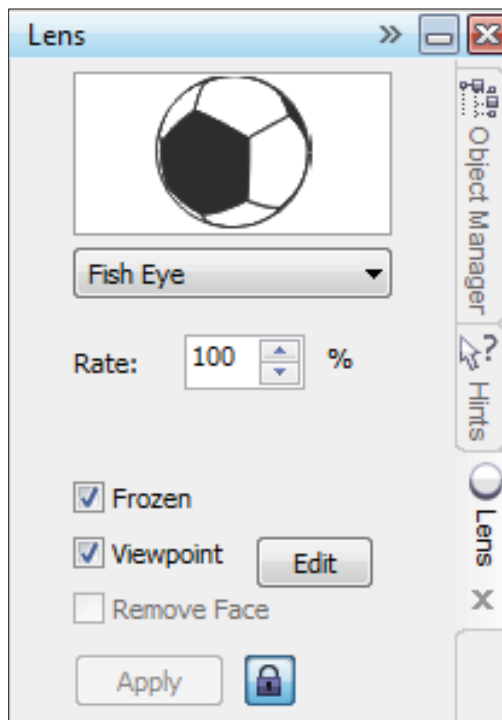 Lens
Fish Eye
Rate: 100 %
Frozen
Viewpoint Edit
Remove Face
Apply
Object Manager
Hints
Lens